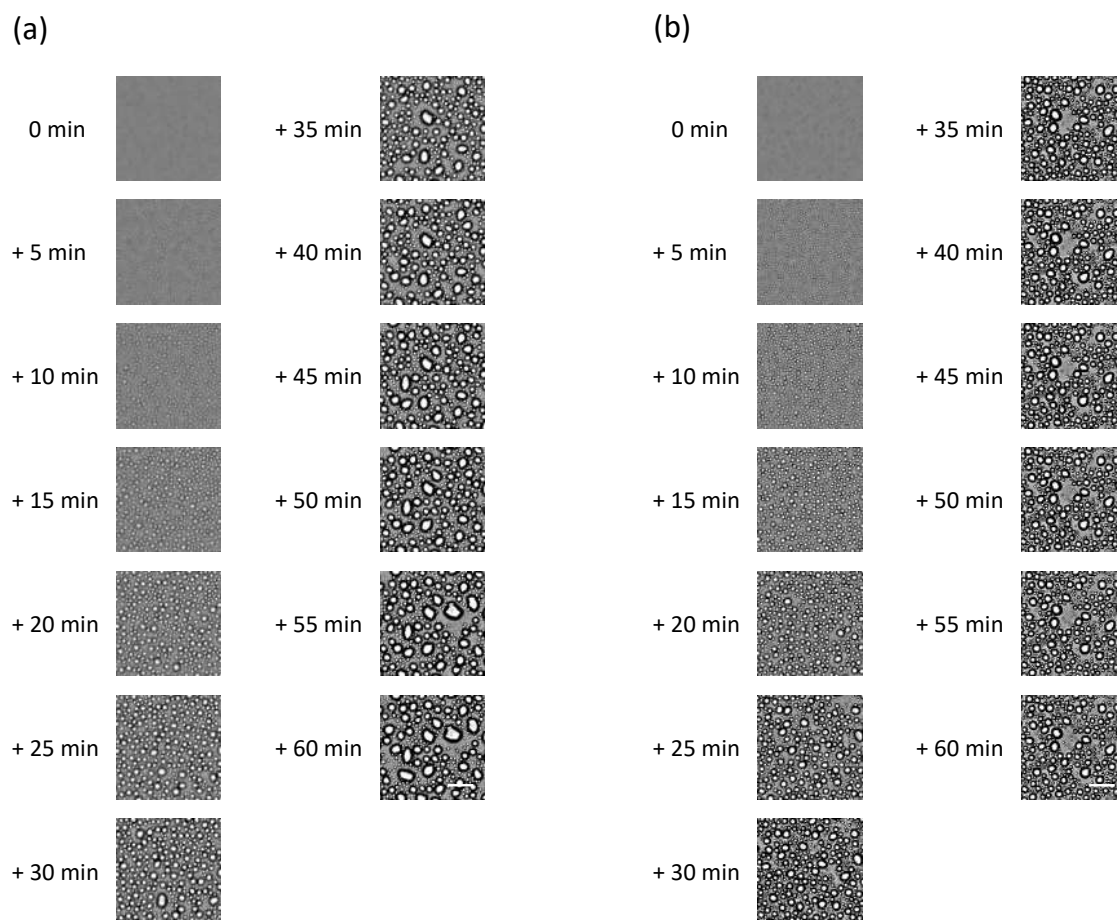 (a)
0 min
+ 5 min
+ 10 min
+ 15 min
+ 20 min
+ 25 min
+ 30 min
+ 35 min
+ 40 min
+ 45 min
+ 50 min
+ 55 min
+ 60 min
(b)
0 min
+ 5 min
+ 10 min
+ 15 min
+ 20 min
+ 25 min
+ 30 min
+ 35 min
+ 40 min
+ 45 min
+ 50 min
+ 55 min
+ 60 min